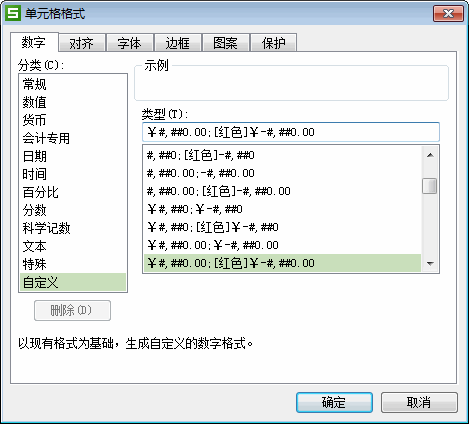 单元格格式
数字 对齐 字体 边框 图案 保护
分类(C):
常规
数值
货币
会计专用
日期
时间
百分比
分数
科学记数
文本
特殊
自定义
删除(D)
示例
类型(T):
￥#,##0.00;[红色]￥-#,##0.00
#,##0;[红色]-#,##0
#,##0.00;-#,##0.00
#,##0.00;[红色]-#,##0.00
￥#,##0;￥-#,##0
￥#,##0;[红色]￥-#,##0
￥#,##0.00;￥-#,##0.00
￥#,##0.00;[红色]￥-#,##0.00
以现有格式为基础，生成自定义的数字格式。
确定 取消